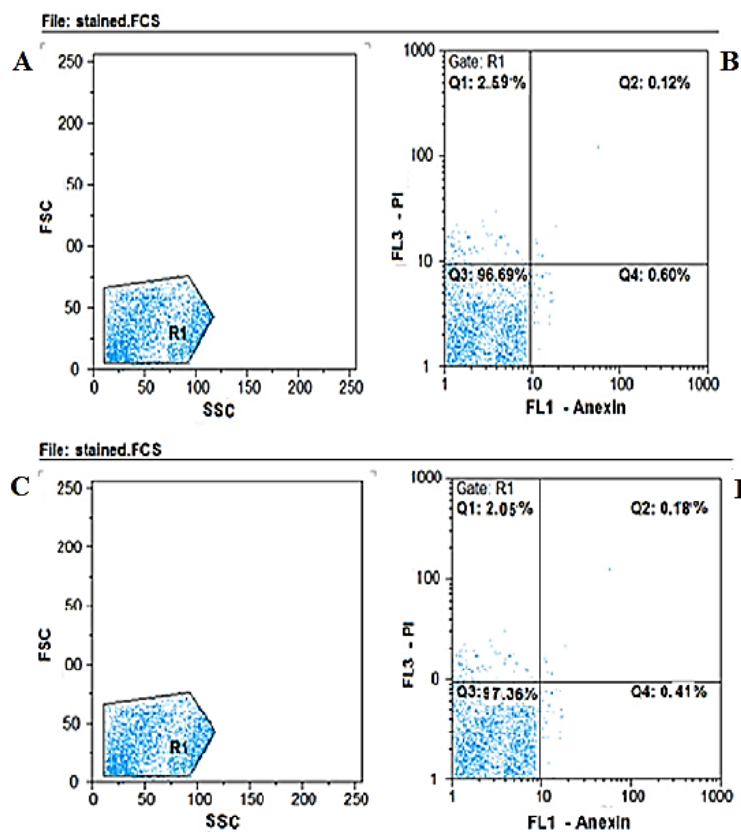 File: stained.FCS
A
250
200
50
00
50
0
FSC
R1
0 50 100 150 200 250
SSC
B
1000
100
10
1
FL3 - PI
Gate: R1
Q1: 2.59% Q2: 0.12%
Q3: 96.69% Q4: 0.60%
1 10 100 1000
FL1 - Anexin
File: stained.FCS
C
250
200
50
00
50
0
FSC
R1
0 50 100 150 200 250
SSC
1000
100
0
1
FL3 - PI
Gate: R1
Q1: 2.05% Q2: 0.18%
Q3: 97.36% Q4: 0.41%
1 10 100 1000
FL1 - Anexin